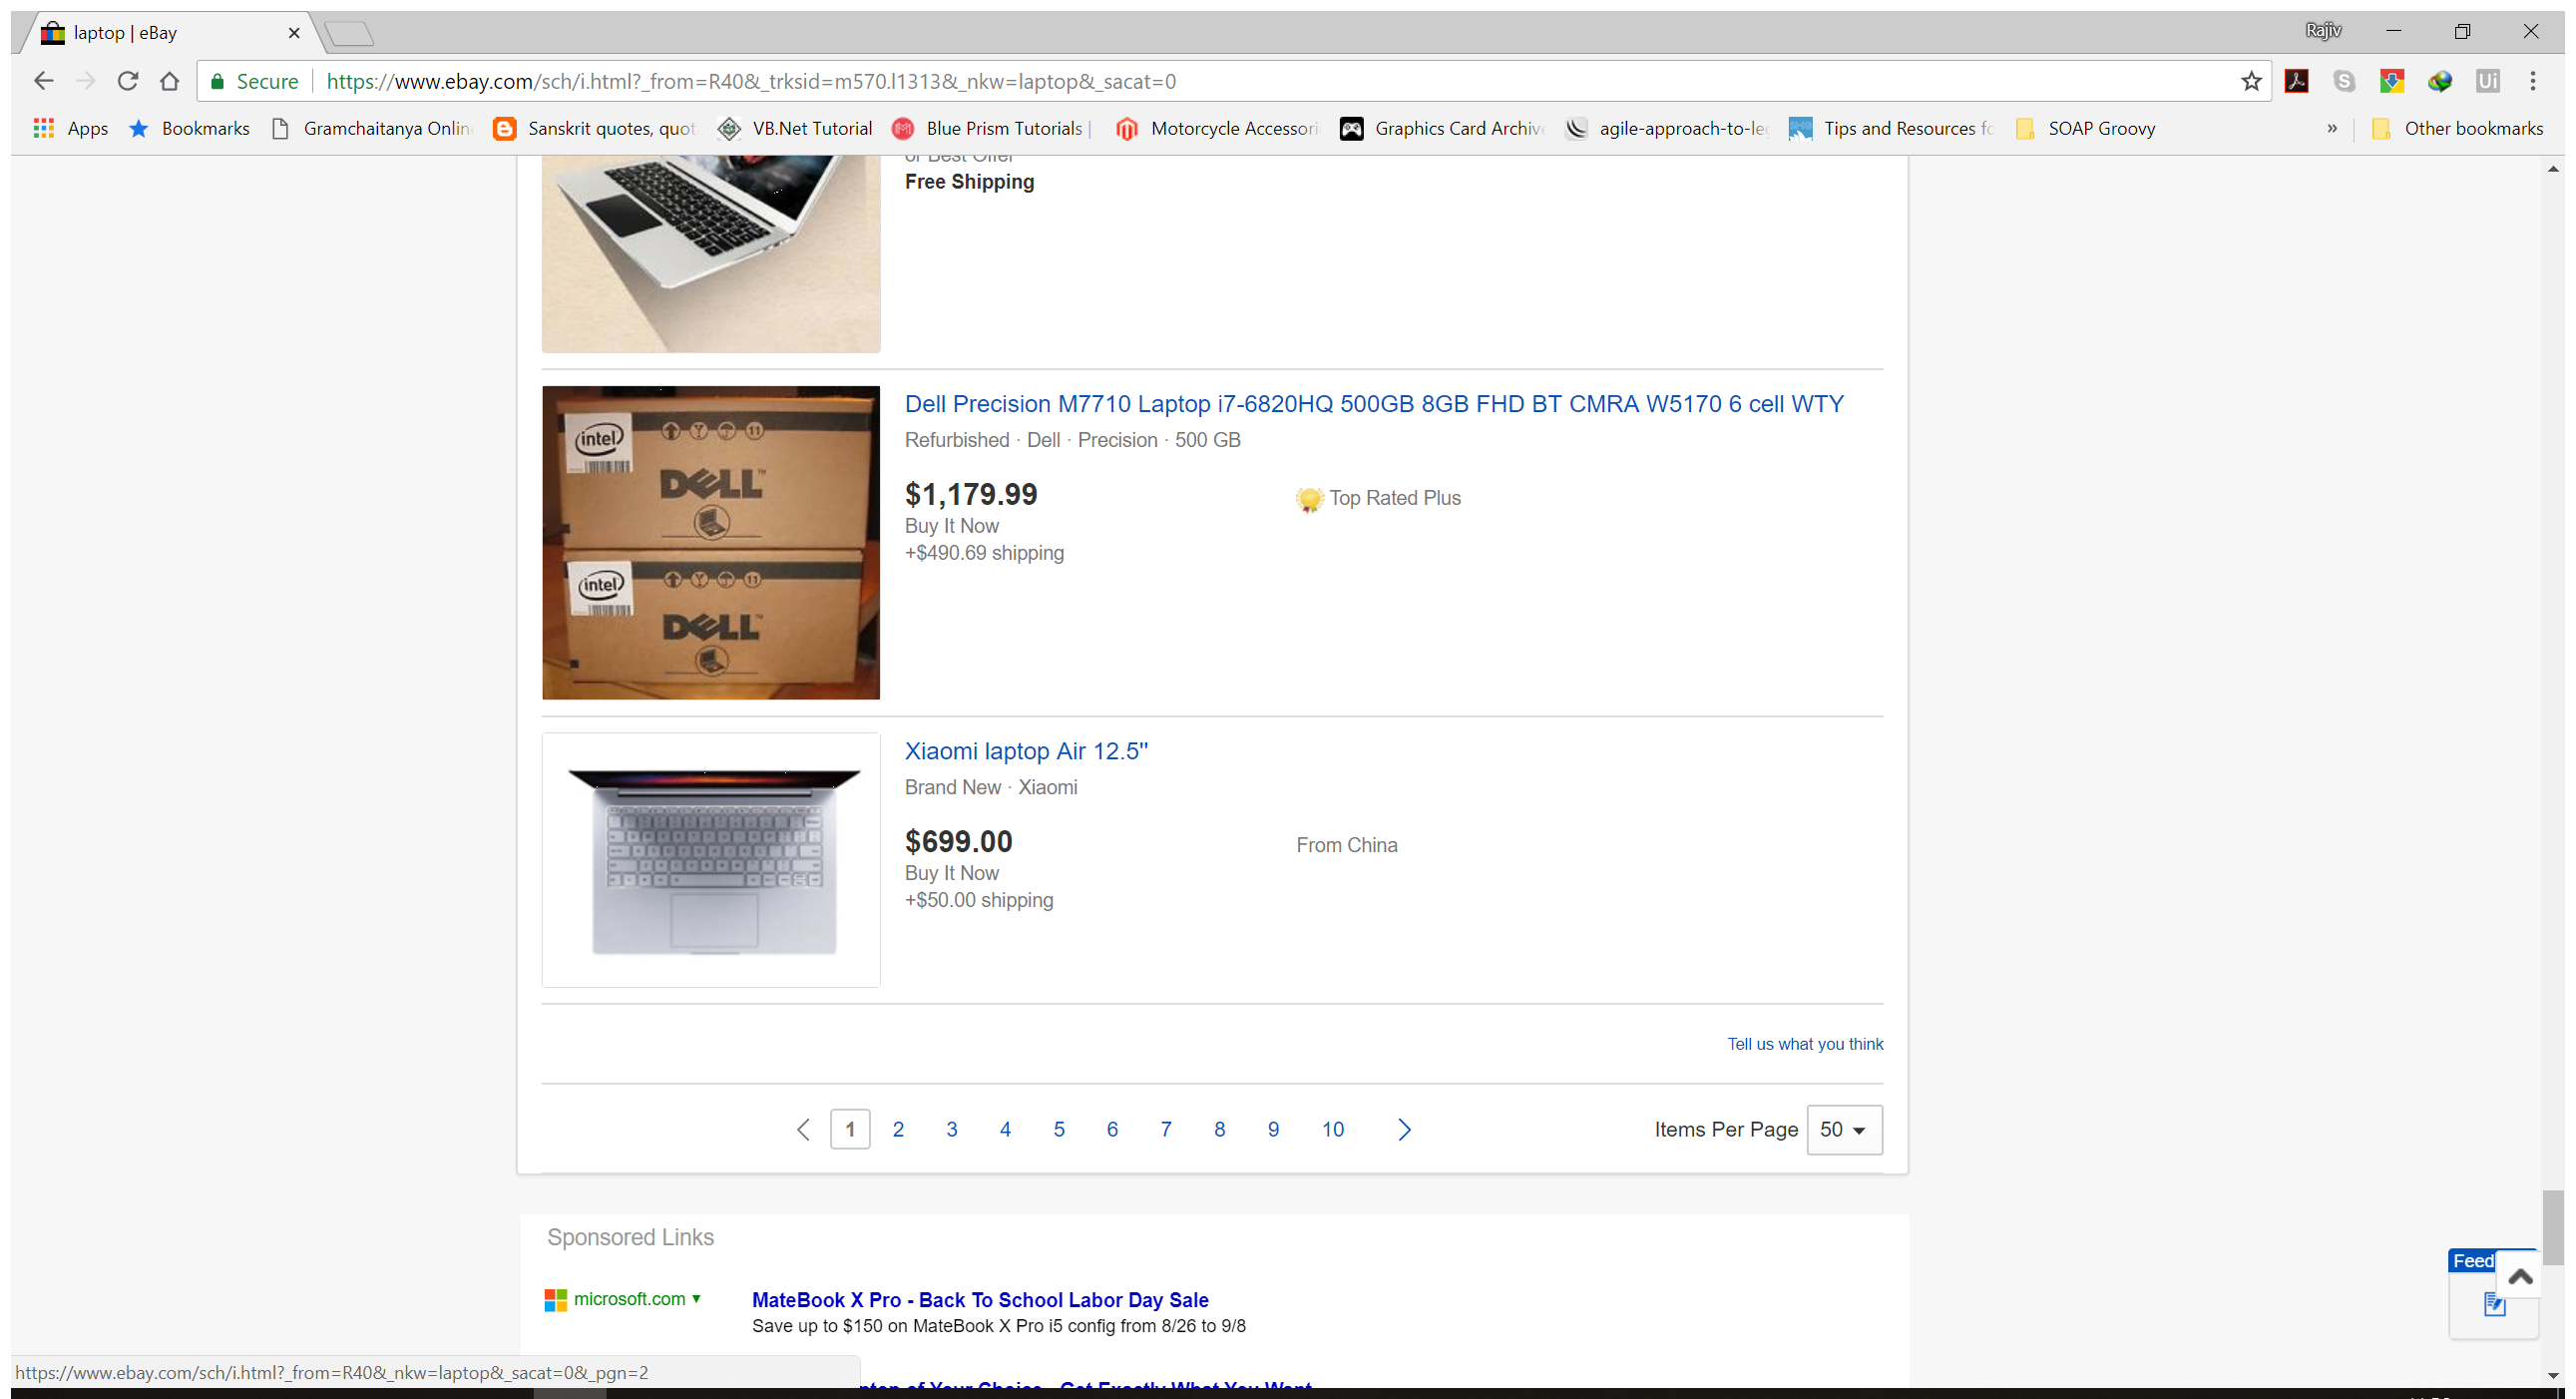 laptop | eBay
Rajiv
Secure https://www.ebay.com/sch/i.html?_from=R40&_trksid=m570.l1313&_nkw=laptop&_sacat=0
Apps Bookmarks Gramchaitanya Onlin Sanskrit quotes, quot VB.Net Tutorial Blue Prism Tutorials | Motorcycle Accessori Graphics Card Archive agile-approach-to-leg Tips and Resources fo SOAP Groovy » Other bookmarks
or Best Offer
Free Shipping
Dell Precision M7710 Laptop i7-6820HQ 500GB 8GB FHD BT CMRA W5170 6 cell WTY
Refurbished · Dell · Precision · 500 GB
$1,179.99
Top Rated Plus
Buy It Now
+$490.69 shipping
intel
DELL
intel
DELL
Xiaomi laptop Air 12.5"
Brand New · Xiaomi
$699.00
From China
Buy It Now
+$50.00 shipping
Tell us what you think
1 2 3 4 5 6 7 8 9 10
Items Per Page 50
Sponsored Links
microsoft.com
MateBook X Pro - Back To School Labor Day Sale
Save up to $150 on MateBook X Pro i5 config from 8/26 to 9/8
Feed
https://www.ebay.com/sch/i.html?_from=R40&_nkw=laptop&_sacat=0&_pgn=2
of Your Choice - Get Exactly What You Want